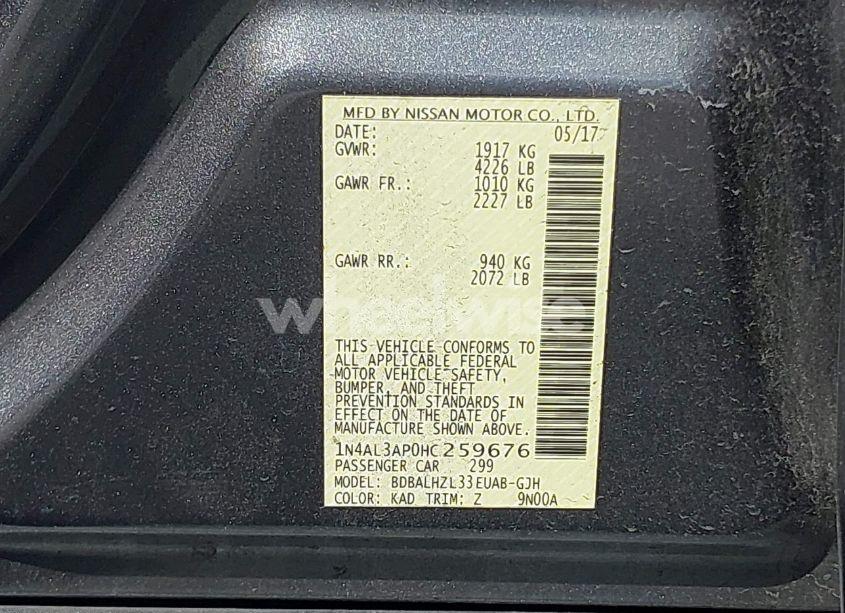 MFD BY NISSAN MOTOR CO., LTD.
DATE: 05/17
GVWR: 1917 KG
4226 LB
GAWR FR.: 1010 KG
2227 LB
GAWR RR.: 940 KG
2072 LB
wheelwise
THIS VEHICLE CONFORMS TO
ALL APPLICABLE FEDERAL
MOTOR VEHICLE SAFETY,
BUMPER, AND THEFT
PREVENTION STANDARDS IN
EFFECT ON THE DATE OF
MANUFACTURE SHOWN ABOVE.
1N4AL3AP0HC259676
PASSENGER CAR 299
MODEL: BDBALHZL33EUAB-GJH
COLOR: KAD TRIM: Z 9N00A